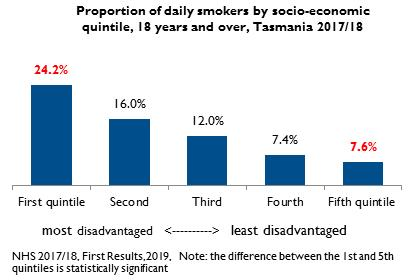 Proportion of daily smokers by socio-economic
quintile, 18 years and over, Tasmania 2017/18
24.2%
16.0%
12.0%
7.4%
7.6%
First quintile Second Third Fourth Fifth quintile
most disadvantaged <----------> least disadvantaged
NHS 2017/18, First Results,2019, Note: the difference between the 1st and 5th
quintiles is statistically significant